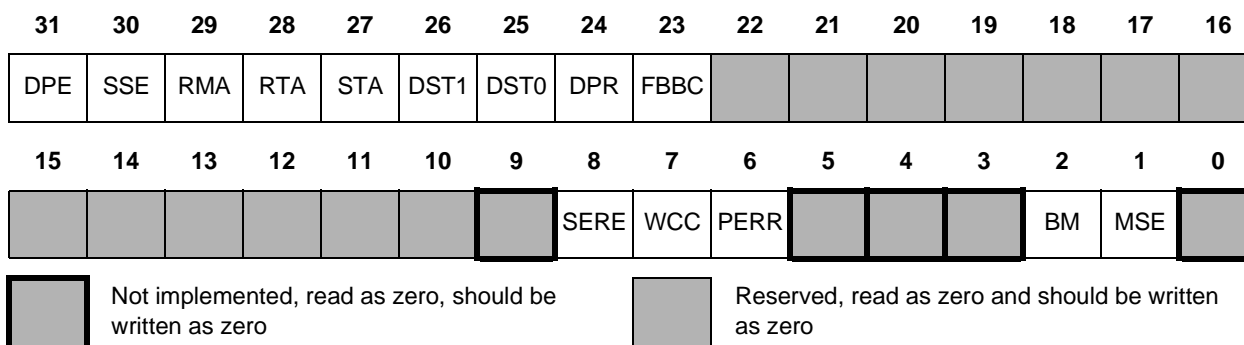 31 30 29 28 27 26 25 24 23 22 21 20 19 18 17 16
DPE SSE RMA RTA STA DST1 DST0 DPR FBBC
15 14 13 12 11 10 9 8 7 6 5 4 3 2 1 0
SERE WCC PERR BM MSE
Not implemented, read as zero, should be
written as zero
Reserved, read as zero and should be written
as zero